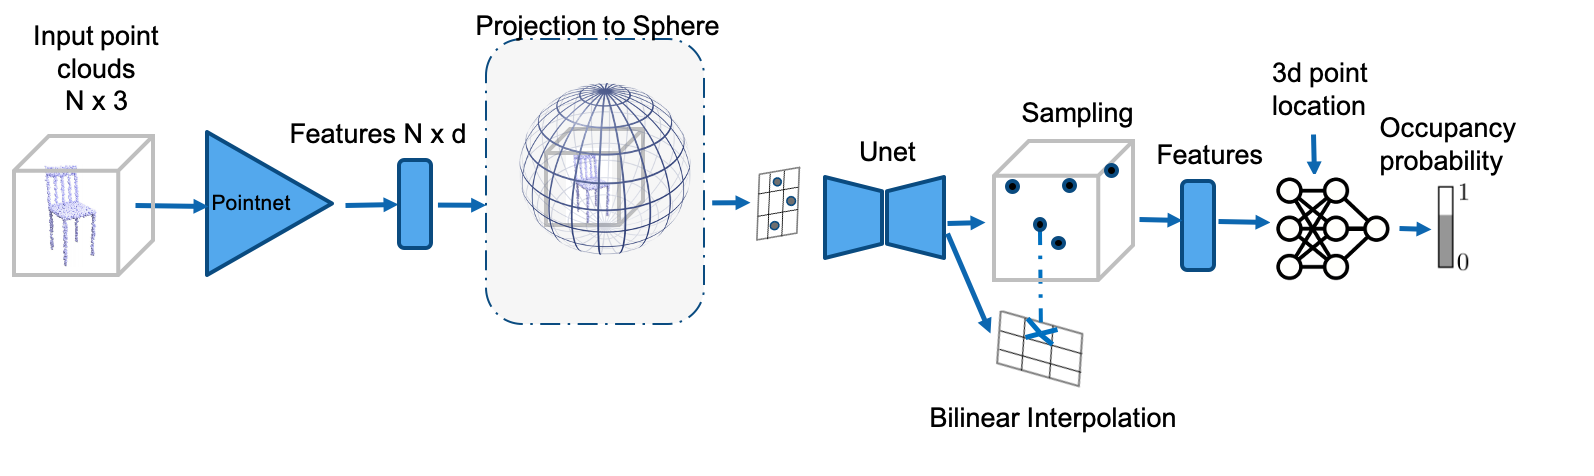 Input point
clouds
N x 3
Pointnet
Features N x d
Projection to Sphere
Unet
Sampling
Bilinear Interpolation
Features
3d point
location
Occupancy
probability
1
0